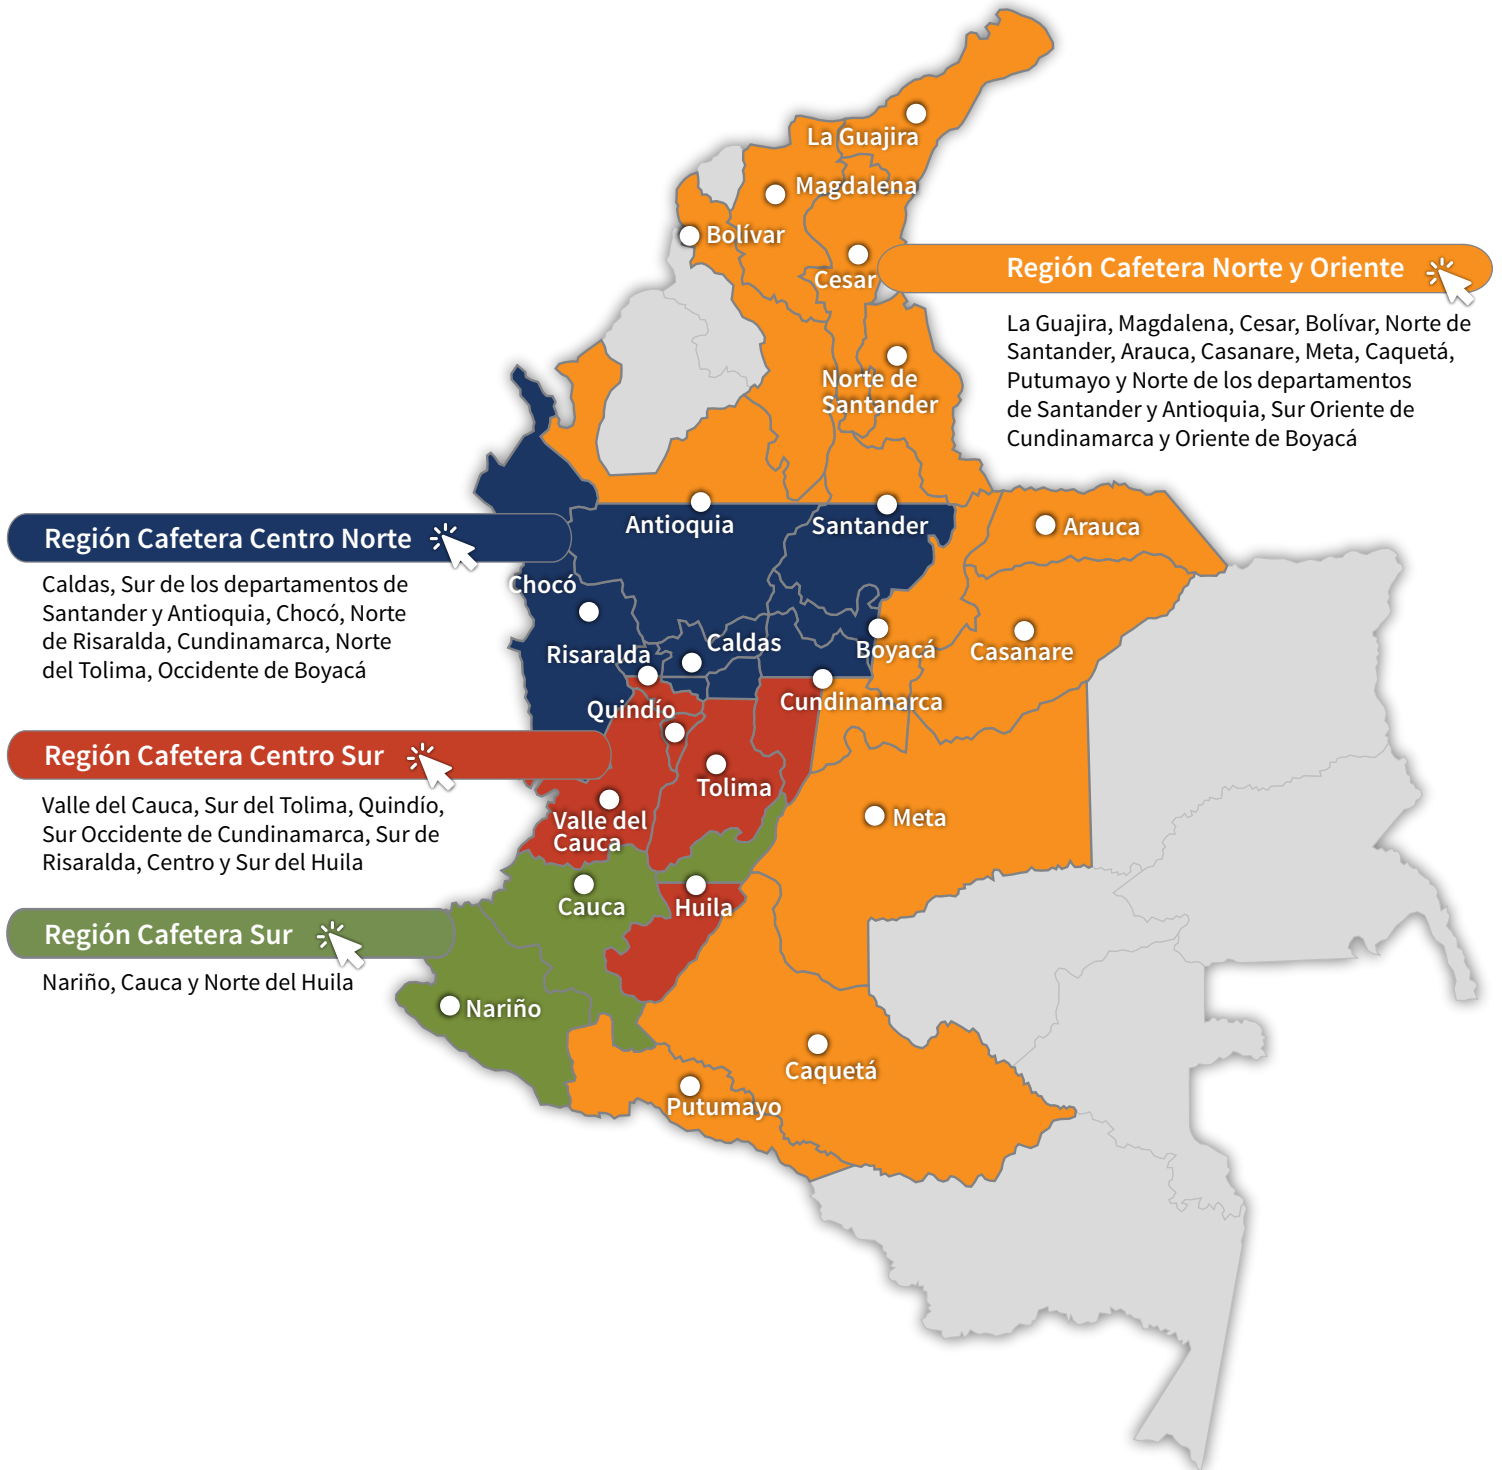 La Guajira
Magdalena
Bolívar
Cesar
Región Cafetera Norte y Oriente
La Guajira, Magdalena, Cesar, Bolívar, Norte de
Santander, Arauca, Casanare, Meta, Caquetá,
Putumayo y Norte de los departamentos
de Santander y Antioquia, Sur Oriente de
Cundinamarca y Oriente de Boyacá
Norte de
Santander
Antioquia
Santander
Arauca
Región Cafetera Centro Norte
Caldas, Sur de los departamentos de
Santander y Antioquia, Chocó, Norte
de Risaralda, Cundinamarca, Norte
del Tolima, Occidente de Boyacá
Chocó
Risaralda
Caldas
Boyacá
Casanare
Quindío
Cundinamarca
Región Cafetera Centro Sur
Valle del Cauca, Sur del Tolima, Quindío,
Sur Occidente de Cundinamarca, Sur de
Risaralda, Centro y Sur del Huila
Tolima
Valle del
Cauca
Meta
Cauca
Huila
Región Cafetera Sur
Nariño, Cauca y Norte del Huila
Nariño
Caquetá
Putumayo